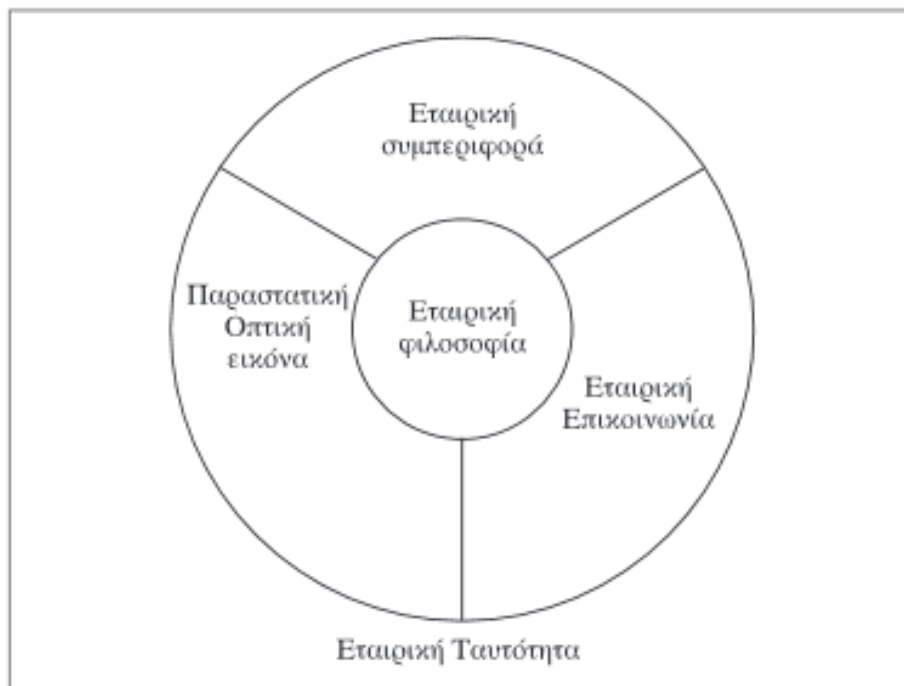 Εταιρική
συμπεριφορά
Παραστατική
Οπτική
εικόνα
Εταιρική
φιλοσοφία
Εταιρική
Επικοινωνία
Εταιρική Ταυτότητα